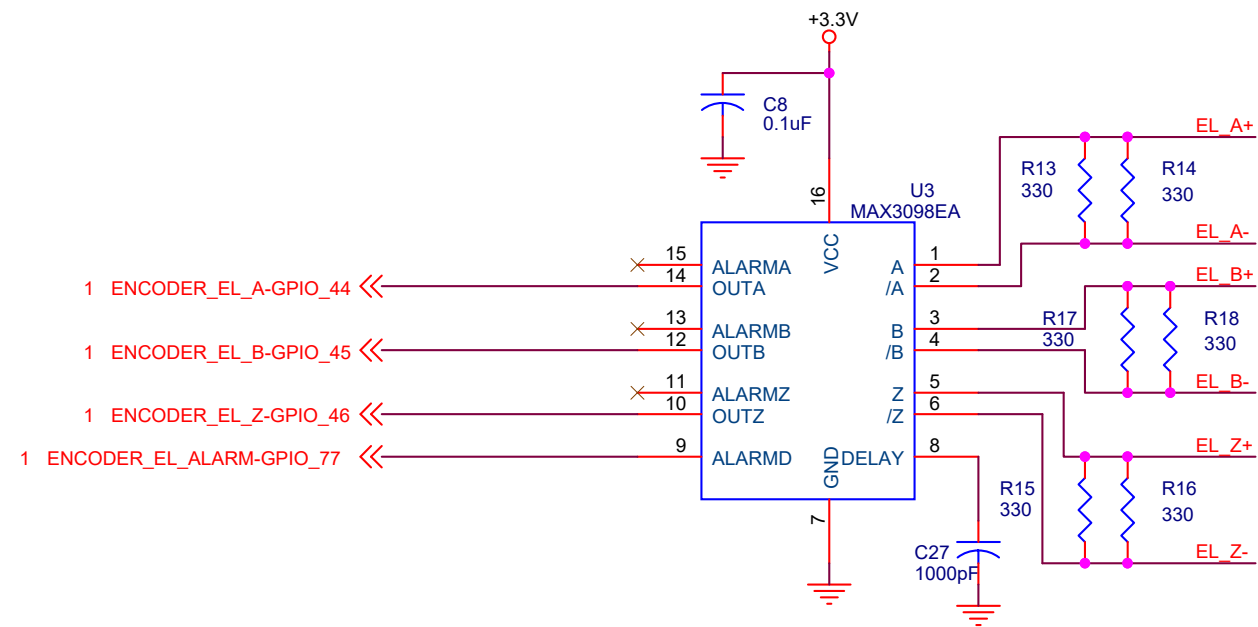 +3.3V
C8
0.1uF
EL_A+
R13
330
R14
330
16
U3
MAX3098EA
EL_A-
VCC
15
ALARMA
A
1
14
OUTA
/A
2
1 ENCODER_EL_A-GPIO_44
EL_B+
13
ALARMB
B
3
R17
330
R18
330
12
OUTB
/B
4
1 ENCODER_EL_B-GPIO_45
EL_B-
11
ALARMZ
Z
5
10
OUTZ
/Z
6
1 ENCODER_EL_Z-GPIO_46
EL_Z+
9
ALARMD
GND
DELAY
8
1 ENCODER_EL_ALARM-GPIO_77
R15
330
R16
330
7
C27
1000pF
EL_Z-